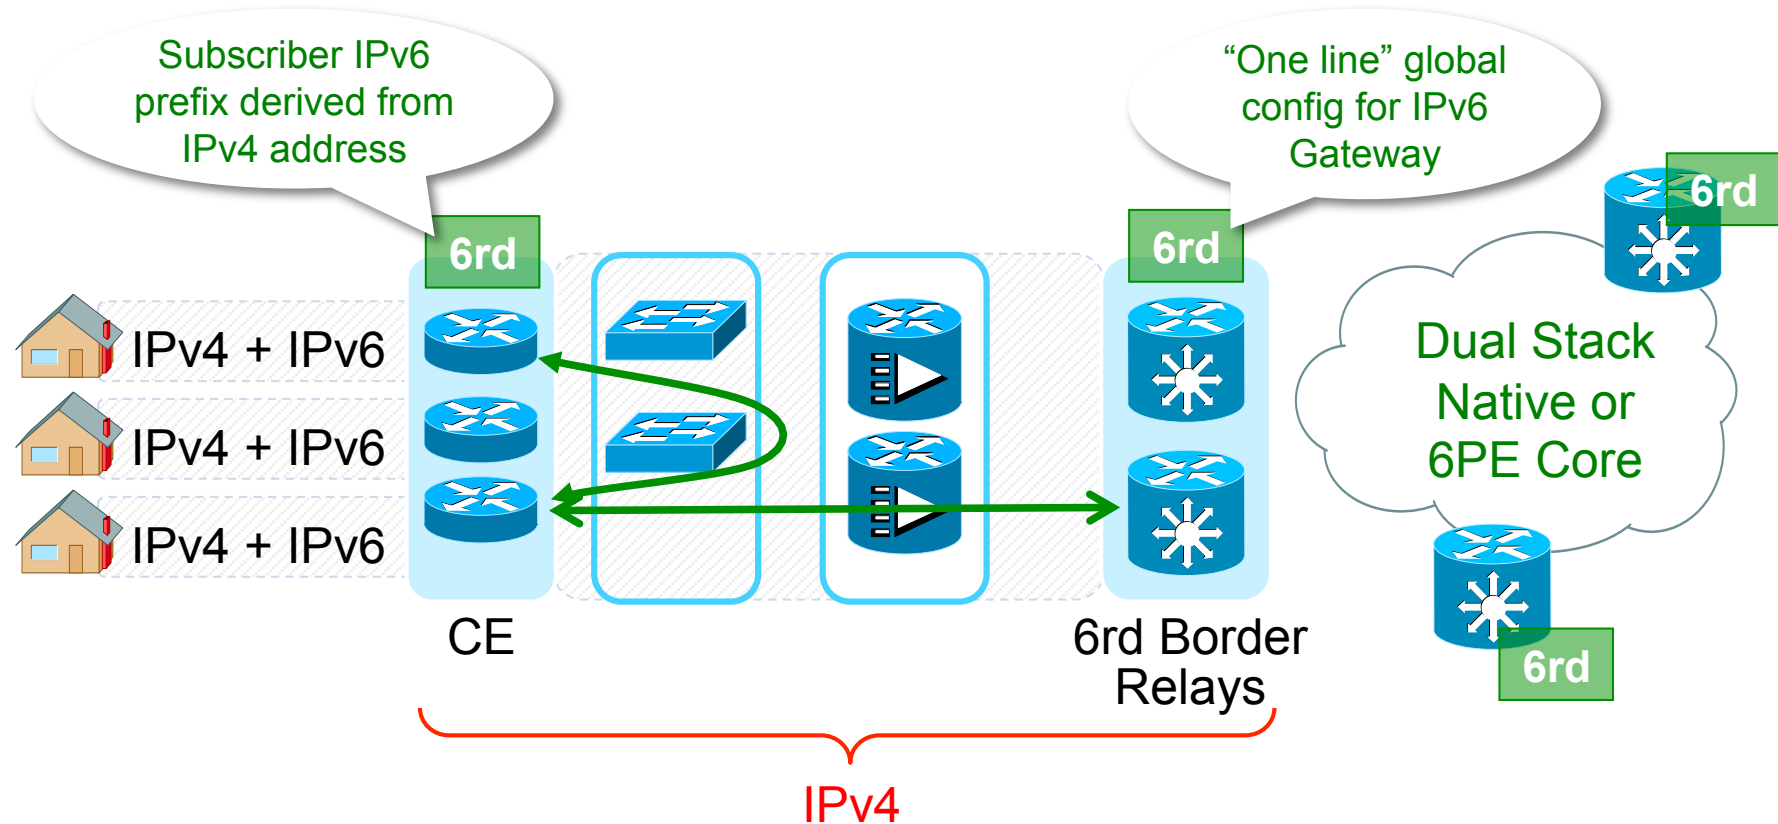 Subscriber IPv6
prefix derived from
IPv4 address
“One line” global
config for IPv6
Gateway
6rd
6rd
6rd
IPv4 + IPv6
IPv4 + IPv6
IPv4 + IPv6
Dual Stack
Native or
6PE Core
CE
6rd Border
Relays
6rd
IPv4